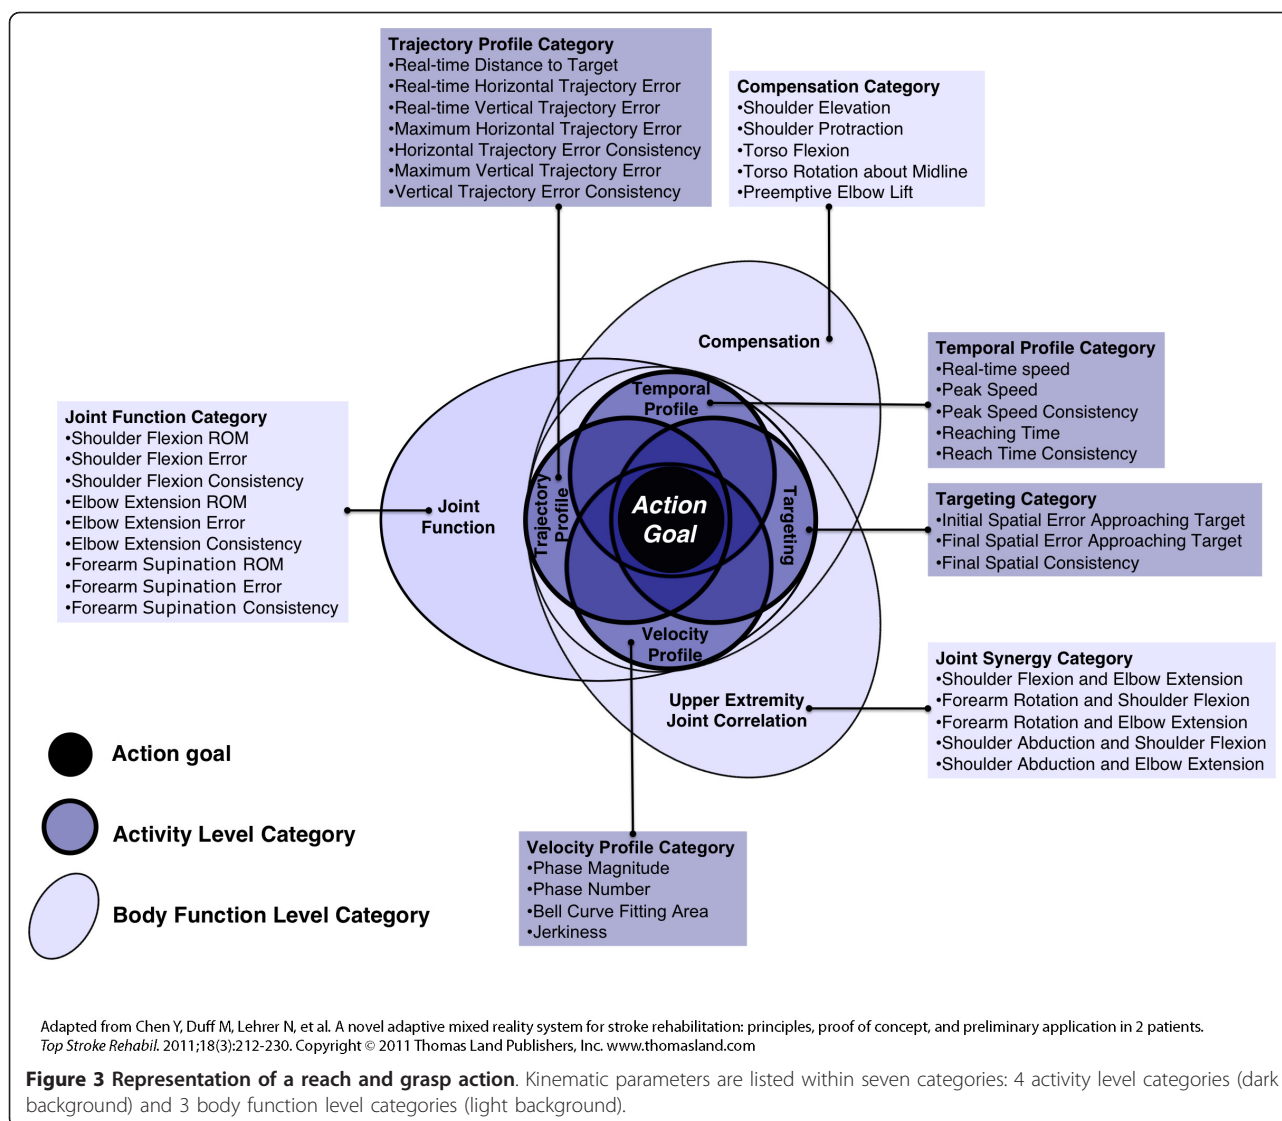 Trajectory Profile Category
•Real-time Distance to Target
•Real-time Horizontal Trajectory Error
•Real-time Vertical Trajectory Error
•Maximum Horizontal Trajectory Error
•Horizontal Trajectory Error Consistency
•Maximum Vertical Trajectory Error
•Vertical Trajectory Error Consistency
Compensation Category
•Shoulder Elevation
•Shoulder Protraction
•Torso Flexion
•Torso Rotation about Midline
•Preemptive Elbow Lift
Compensation
Temporal Profile Category
•Real-time speed
•Peak Speed
•Peak Speed Consistency
•Reaching Time
•Reach Time Consistency
Temporal
Profile
Joint Function Category
•Shoulder Flexion ROM
•Shoulder Flexion Error
•Shoulder Flexion Consistency
•Elbow Extension ROM
•Elbow Extension Error
•Elbow Extension Consistency
•Forearm Supination ROM
•Forearm Supination Error
•Forearm Supination Consistency
Joint
Function
Trajectory
Profile
Action
Goal
Targeting
Targeting Category
•Initial Spatial Error Approaching Target
•Final Spatial Error Approaching Target
•Final Spatial Consistency
Velocity
Profile
Upper Extremity
Joint Correlation
Joint Synergy Category
•Shoulder Flexion and Elbow Extension
•Forearm Rotation and Shoulder Flexion
•Forearm Rotation and Elbow Extension
•Shoulder Abduction and Shoulder Flexion
•Shoulder Abduction and Elbow Extension
Action goal
Activity Level Category
Body Function Level Category
Velocity Profile Category
•Phase Magnitude
•Phase Number
•Bell Curve Fitting Area
•Jerkiness
Adapted from Chen Y, Duff M, Lehrer N, et al. A novel adaptive mixed reality system for stroke rehabilitation: principles, proof of concept, and preliminary application in 2 patients.
Top Stroke Rehabil. 2011;18(3):212-230. Copyright © 2011 Thomas Land Publishers, Inc. www.thomasland.com
Figure 3 Representation of a reach and grasp action. Kinematic parameters are listed within seven categories: 4 activity level categories (dark
background) and 3 body function level categories (light background).